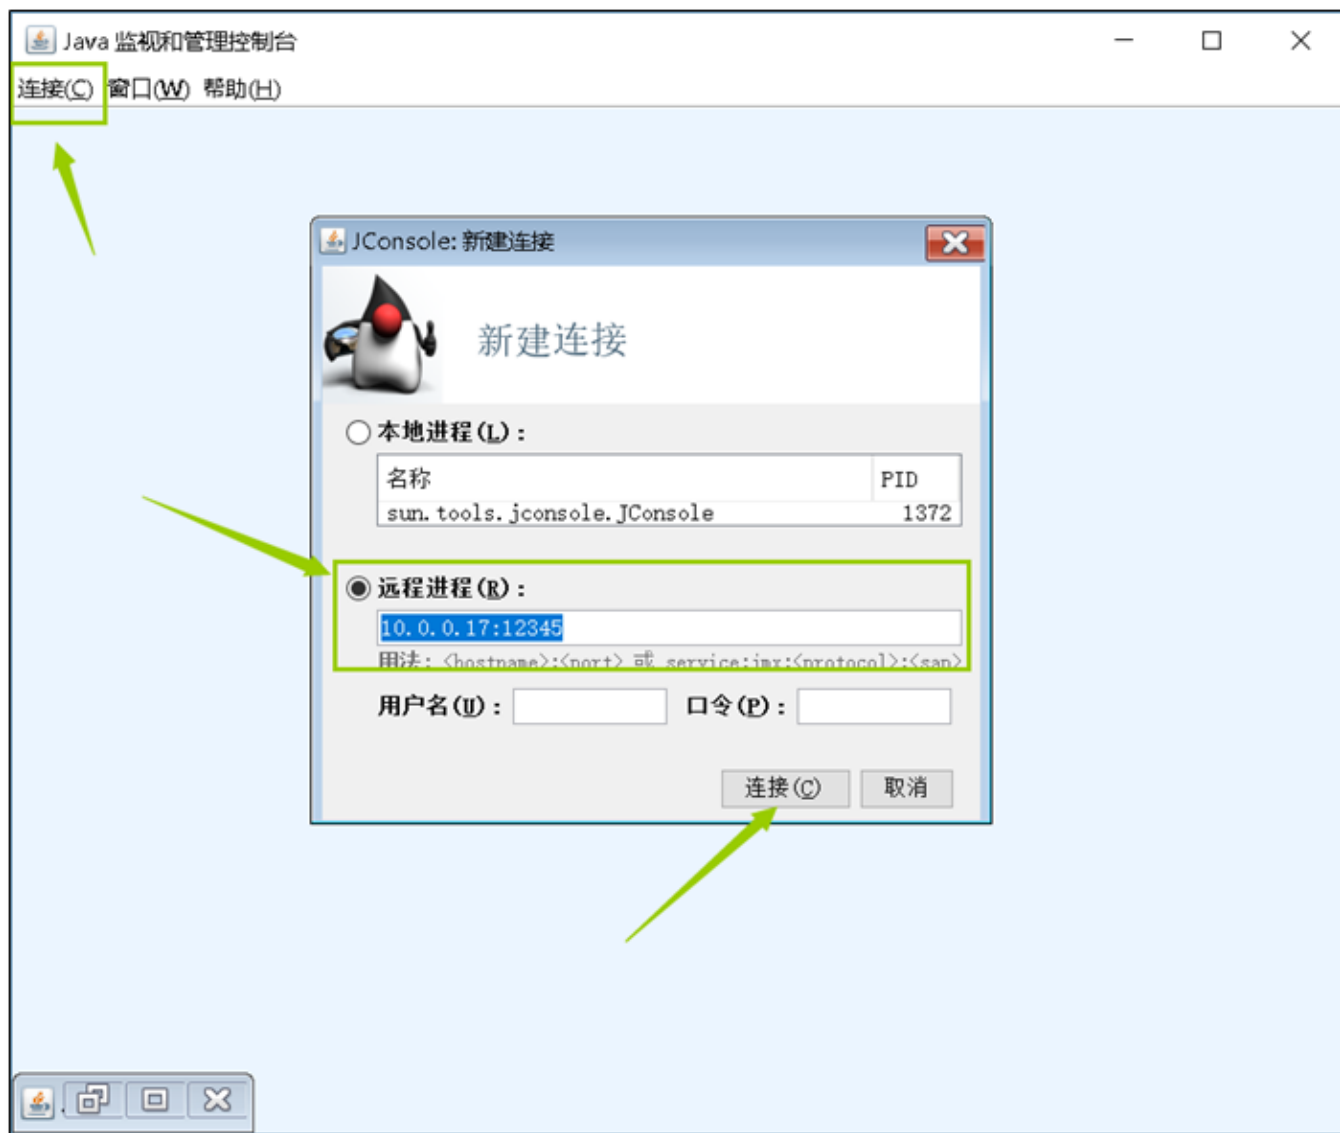 Java 监视和管理控制台
连接(C) 窗口(W) 帮助(H)
JConsole: 新建连接
新建连接
本地进程(L)：
名称 PID
sun.tools.jconsole.JConsole 1372
远程进程(R)：
10.0.0.17:12345
用法: <hostname>:<port> 或 service:jmx:<protocol>:<sap>
用户名(U)： 口令(P)：
连接(C) 取消